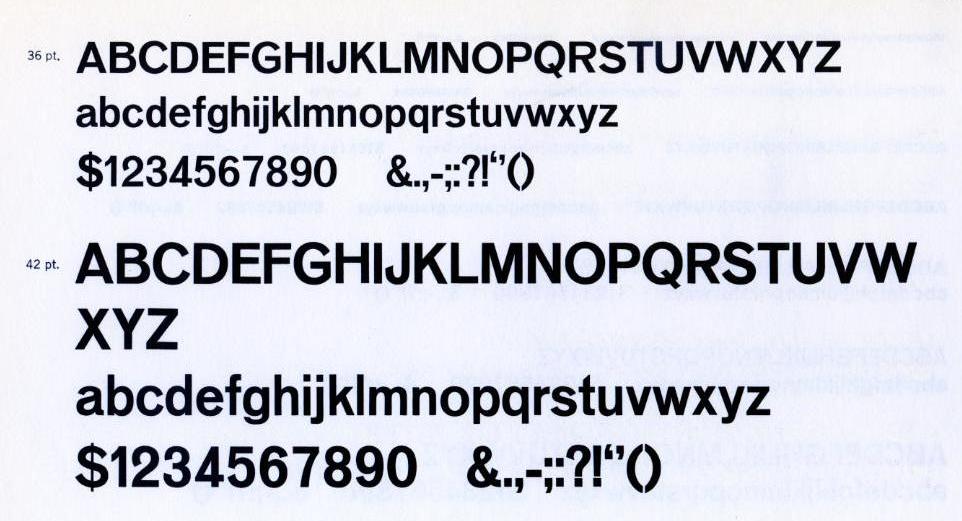 36 pt. ABCDEFGHIJKLMNOPQRSTUVWXYZ
abcdefghijklmnopqrstuvwxyz
$1234567890 &.,-;:?!‘’()
42 pt. ABCDEFGHIJKLMNOPQRSTUVW
XYZ
abcdefghijklmnopqrstuvwxyz
$1234567890 &.,-;:?!‘’()